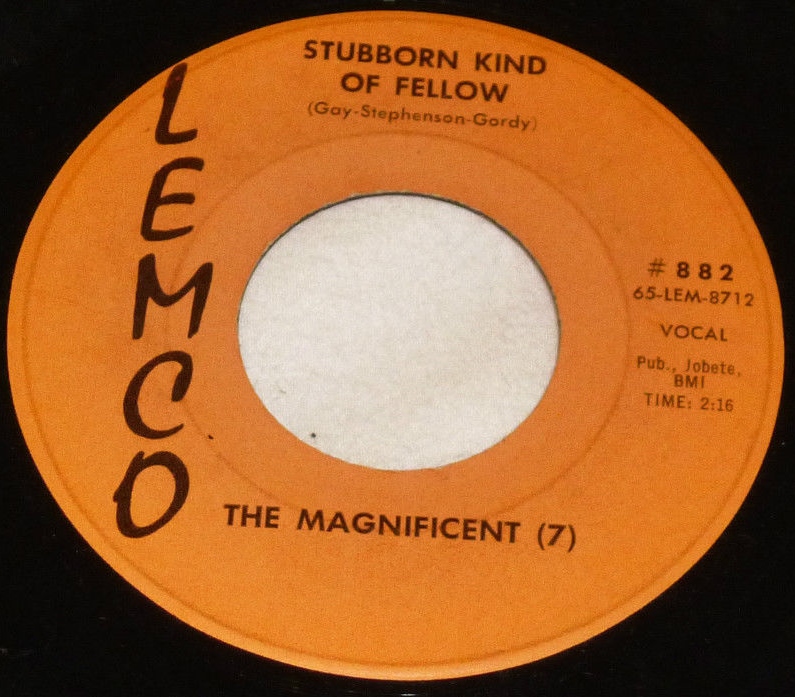 LEMCO
STUBBORN KIND
OF FELLOW
(Gay-Stephenson-Gordy)
# 882
65-LEM-8712
VOCAL
Pub., Jobete,
BMI
TIME: 2:16
THE MAGNIFICENT (7)